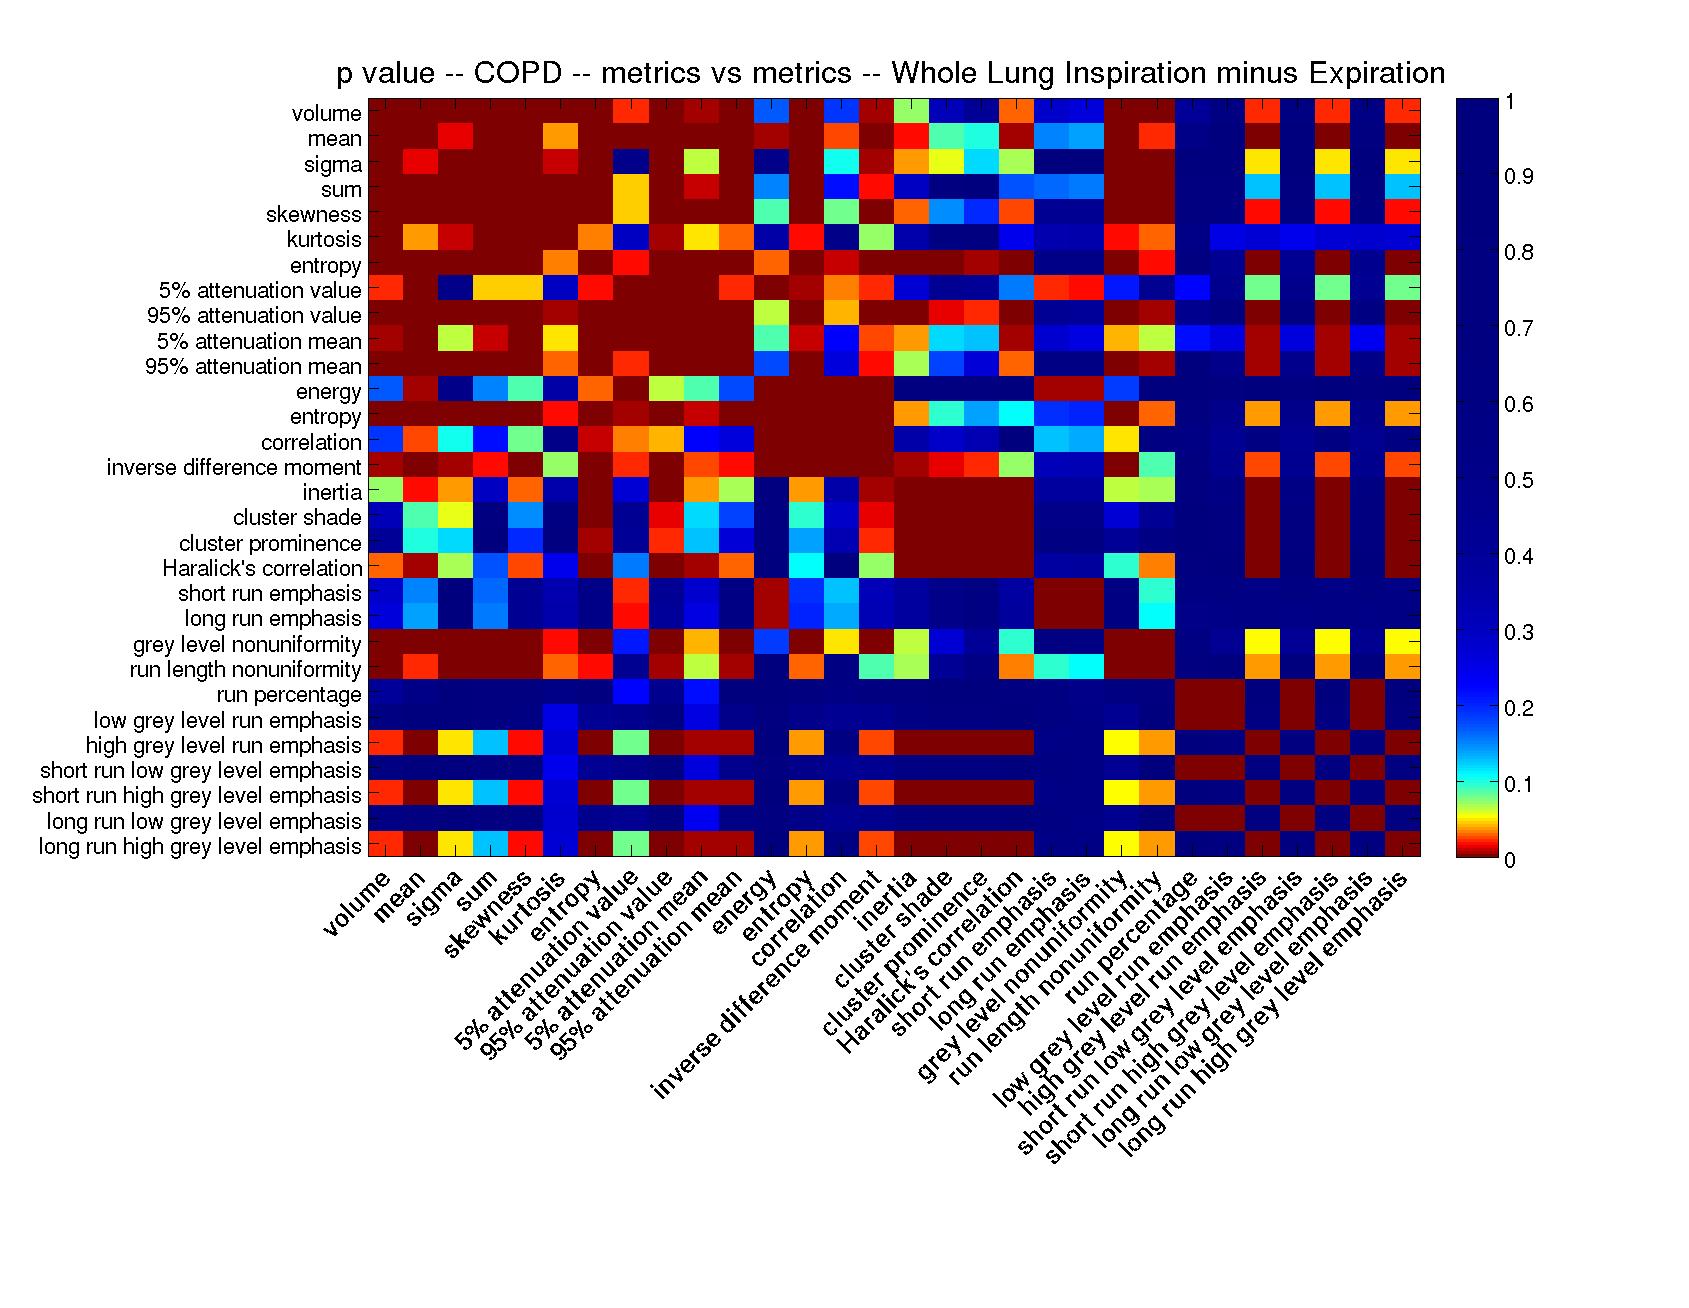 p value -- COPD -- metrics vs metrics -- Whole Lung Inspiration minus Expiration
volume
mean
sigma
sum
skewness
kurtosis
entropy
5% attenuation value
95% attenuation value
5% attenuation mean
95% attenuation mean
energy
entropy
correlation
inverse difference moment
inertia
cluster shade
cluster prominence
Haralick's correlation
short run emphasis
long run emphasis
grey level nonuniformity
run length nonuniformity
run percentage
low grey level run emphasis
high grey level run emphasis
short run low grey level emphasis
short run high grey level emphasis
long run low grey level emphasis
long run high grey level emphasis
volume
mean
sigma
sum
skewness
kurtosis
entropy
5% attenuation value
95% attenuation value
5% attenuation mean
95% attenuation mean
energy
entropy
correlation
inverse difference moment
inertia
cluster shade
cluster prominence
Haralick's correlation
short run emphasis
long run emphasis
grey level nonuniformity
run length nonuniformity
run percentage
low grey level run emphasis
high grey level run emphasis
short run low grey level emphasis
short run high grey level emphasis
long run low grey level emphasis
long run high grey level emphasis
1
0.9
0.8
0.7
0.6
0.5
0.4
0.3
0.2
0.1
0